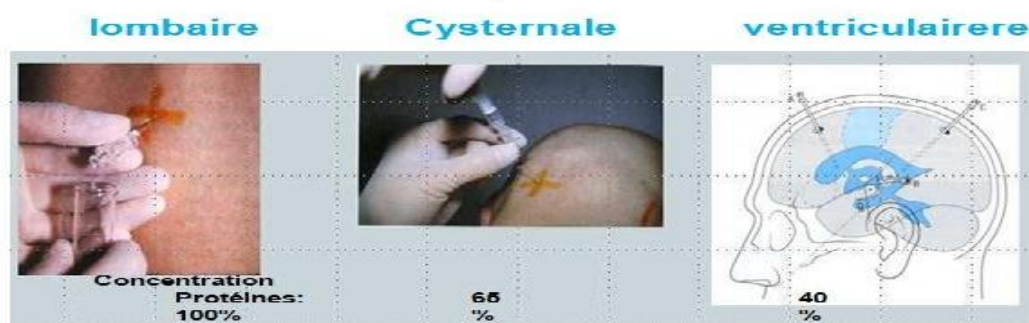 lombaire Cysternale ventriculairere
Concentration
Protéines: 65 40
100% % %